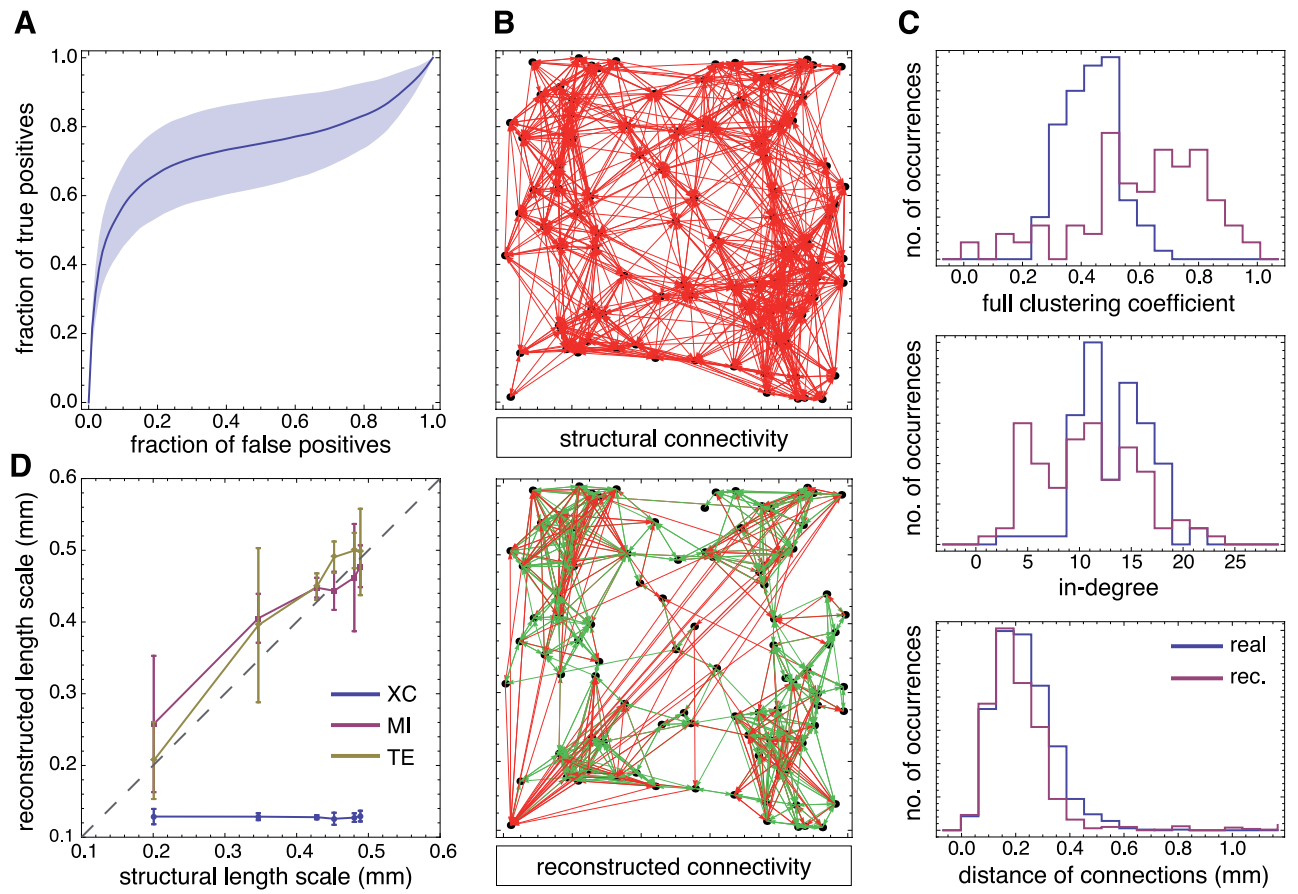 A
1.0
0.8
0.6
0.4
0.2
0.0
fraction of true positives
0.0 0.2 0.4 0.6 0.8 1.0
fraction of false positives
B
structural connectivity
reconstructed connectivity
C
no. of occurrences
0.0 0.2 0.4 0.6 0.8 1.0
full clustering coefficient
no. of occurrences
0 5 10 15 20 25
in-degree
real
rec.
no. of occurrences
0.0 0.2 0.4 0.6 0.8 1.0
distance of connections (mm)
D
0.6
0.5
0.4
0.3
0.2
0.1
reconstructed length scale (mm)
XC
MI
TE
0.1 0.2 0.3 0.4 0.5 0.6
structural length scale (mm)